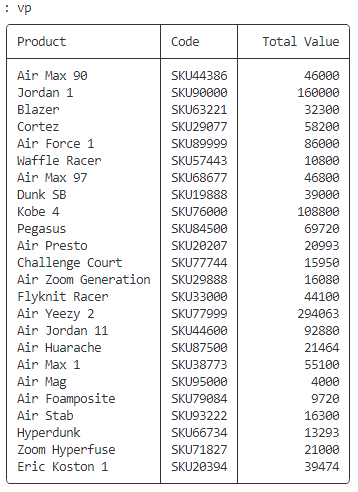 : vp
Product Code Total Value
Air Max 90 SKU44386 46000
Jordan 1 SKU90000 160000
Blazer SKU63221 32300
Cortez SKU29077 58200
Air Force 1 SKU89999 86000
Waffle Racer SKU57443 10800
Air Max 97 SKU68677 46800
Dunk SB SKU19888 39000
Kobe 4 SKU76000 108800
Pegasus SKU84500 69720
Air Presto SKU20207 20993
Challenge Court SKU77744 15950
Air Zoom Generation SKU29888 16080
Flyknit Racer SKU33000 44100
Air Yeezy 2 SKU77999 294063
Air Jordan 11 SKU44600 92880
Air Huarache SKU87500 21464
Air Max 1 SKU38773 55100
Air Mag SKU95000 4000
Air Foamposite SKU79084 9720
Air Stab SKU93222 16300
Hyperdunk SKU66734 13293
Zoom Hyperfuse SKU71827 21000
Eric Koston 1 SKU20394 39474